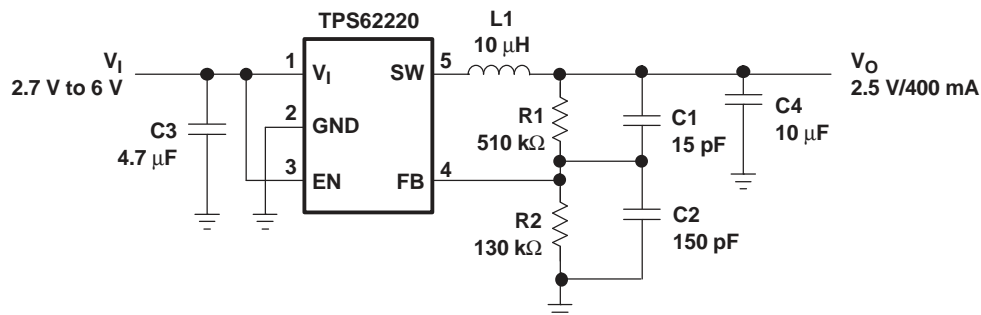 TPS62220
L1
10 μH
V_I
2.7 V to 6 V
1
V_I
SW
5
V_O
2.5 V/400 mA
2
GND
R1
510 kΩ
C1
15 pF
C4
10 μF
C3
4.7 μF
3
EN
FB
4
R2
130 kΩ
C2
150 pF